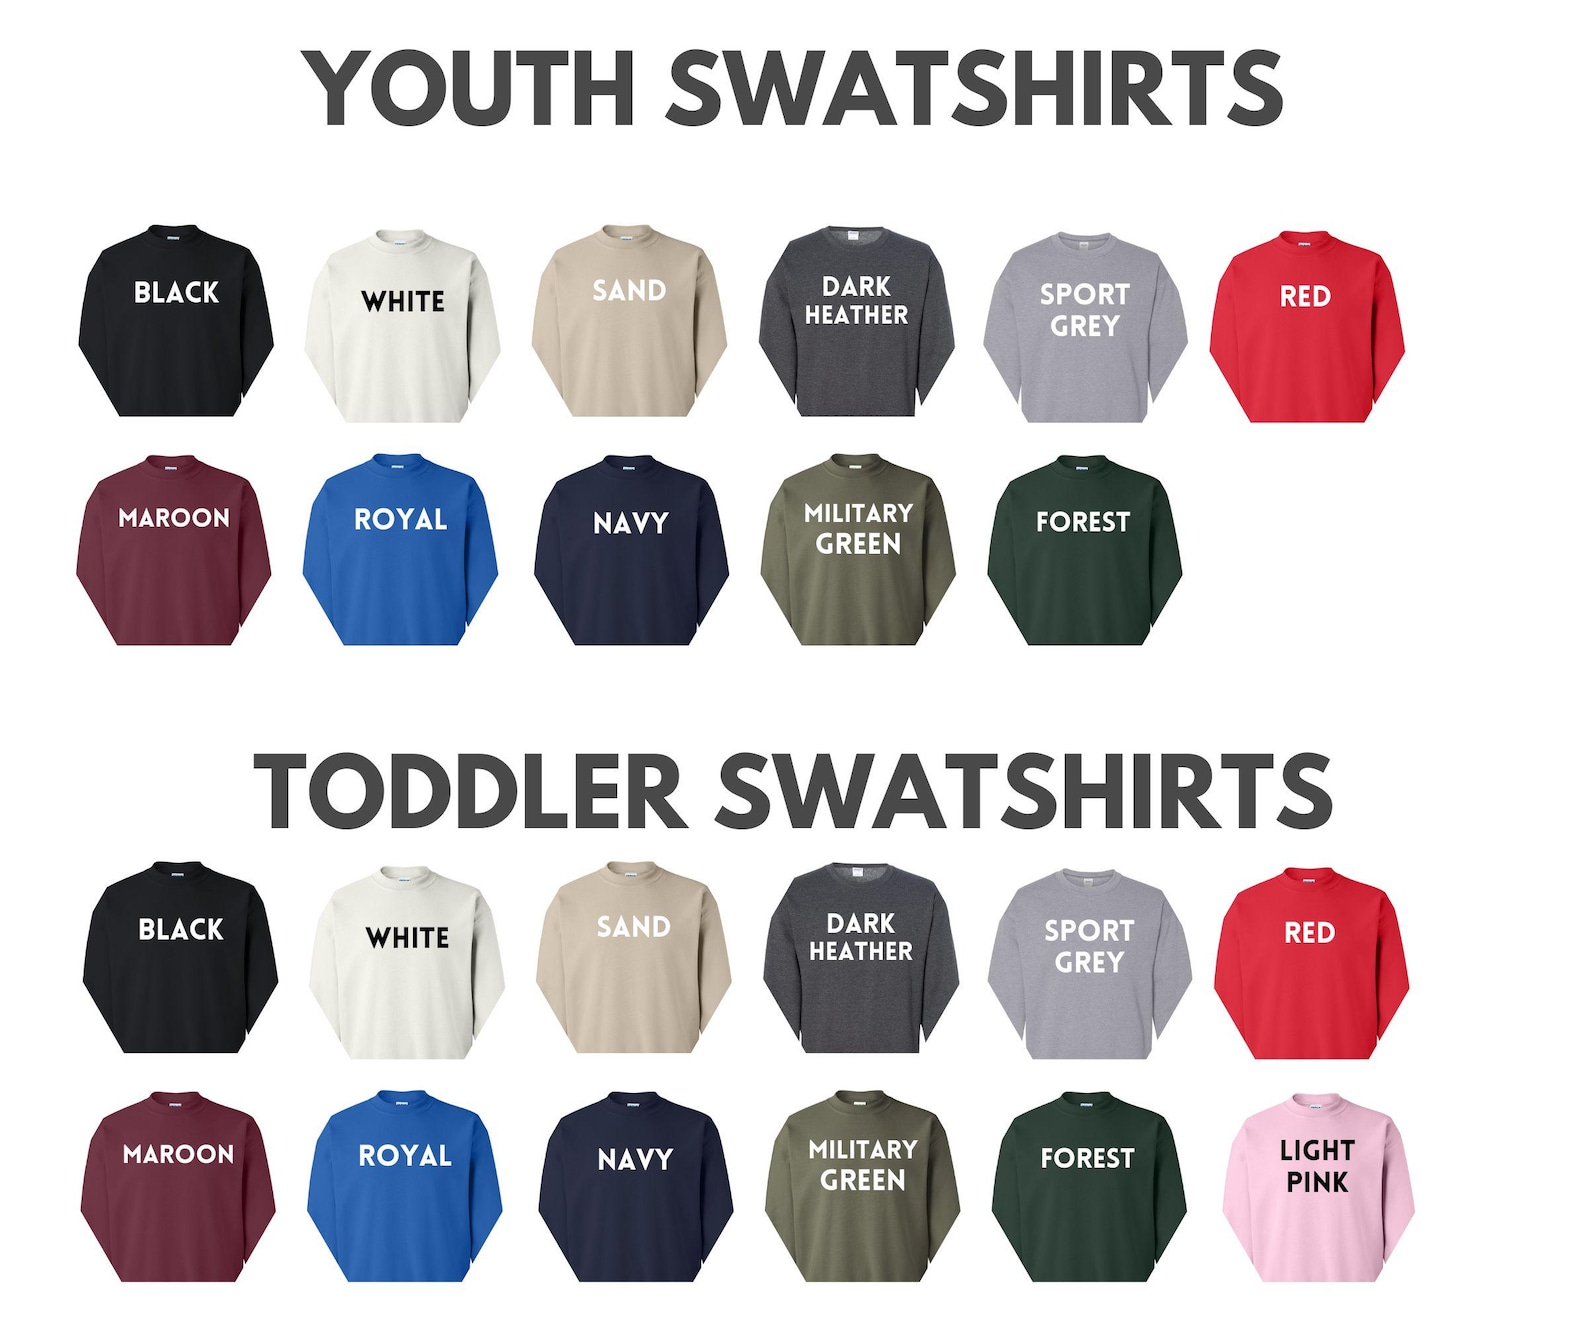 YOUTH SWATSHIRTS
BLACK
WHITE
SAND
DARK
HEATHER
SPORT
GREY
RED
MAROON
ROYAL
NAVY
MILITARY
GREEN
FOREST
TODDLER SWATSHIRTS
BLACK
WHITE
SAND
DARK
HEATHER
SPORT
GREY
RED
MAROON
ROYAL
NAVY
MILITARY
GREEN
FOREST
LIGHT
PINK